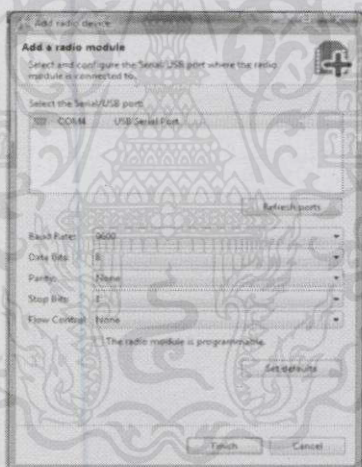 Add radio device
Add a radio module
Select and configure the Serial/USB port where the radio
module is connected to.
Select the Serial/USB port:
COM4 USB Serial Port
Refresh ports
Baud Rate: 9600
Data Bits: 8
Parity: None
Stop Bits: 1
Flow Control: None
The radio module is programmable.
Set defaults
Finish Cancel